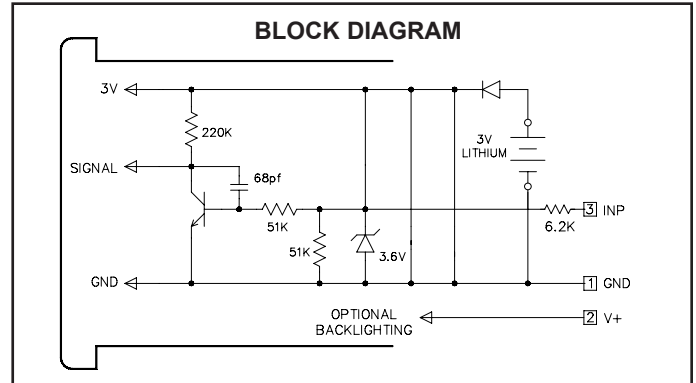 BLOCK DIAGRAM
3V
220K
3V
LITHIUM
SIGNAL
68pf
51K
3 INP
6.2K
51K
3.6V
GND
1 GND
OPTIONAL
BACKLIGHTING
2 V+